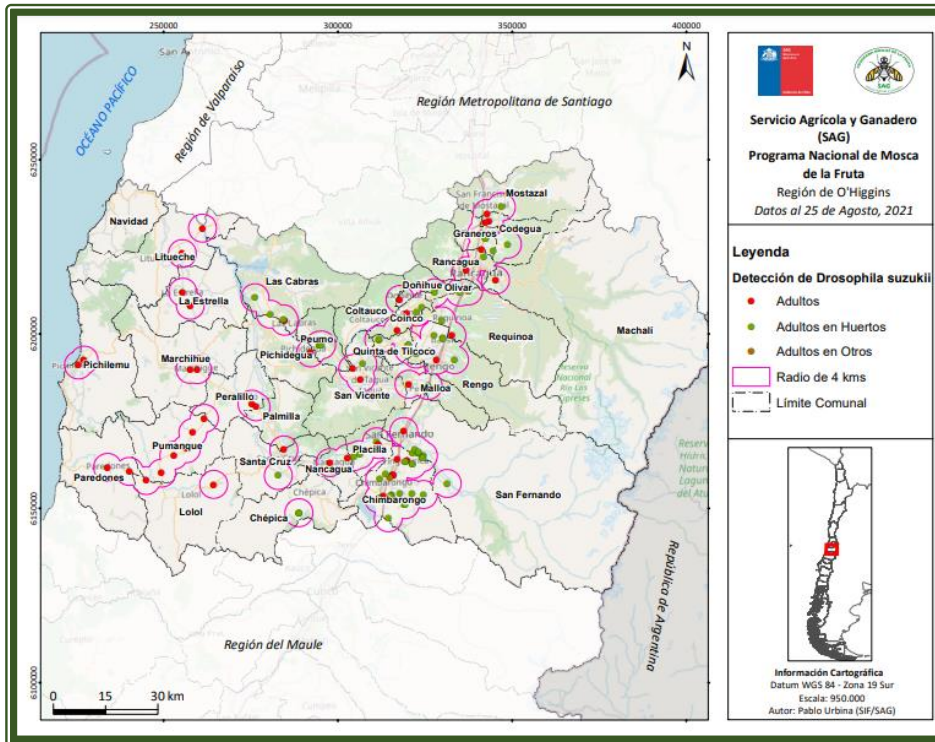 250000
300000
350000
400000
6250000
6200000
6150000
6100000
N
OCÉANO PACÍFICO
Región de Valparaíso
Región Metropolitana de Santiago
Región del Maule
República de Argentina
Navidad
Litueche
La Estrella
Las Cabras
Pichilemu
Marchihue
Pichidegua
Peumo
Peralillo
Palmilla
Pumanque
Paredones
Lolol
Santa Cruz
Chépica
Nancagua
Placilla
Chimbarongo
San Fernando
San Vicente
Quinta de Tilcoco
Malloa
Rengo
Requinoa
Machalí
Coltauco
Coinco
Doñihue
Olivar
Rancagua
Graneros
Codegua
Mostazal
0 15 30 km
SAG
Servicio Agrícola y Ganadero
(SAG)
Programa Nacional de Mosca
de la Fruta
Región de O'Higgins
Datos al 25 de Agosto, 2021
Leyenda
Detección de Drosophila suzukii
Adultos
Adultos en Huertos
Adultos en Otros
Radio de 4 kms
Límite Comunal
Información Cartográfica
Datum WGS 84 - Zona 19 Sur
Escala: 950.000
Autor: Pablo Urbina (SIF/SAG)